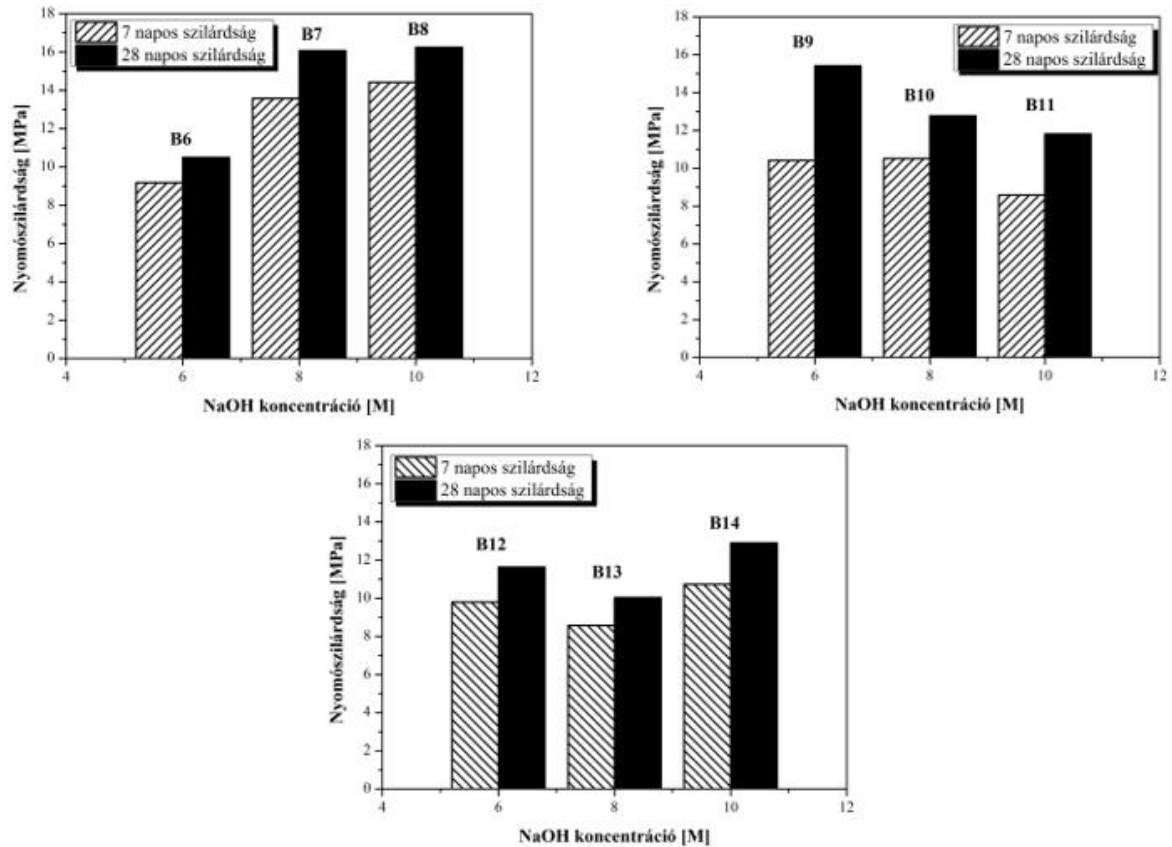 18
16
14
12
10
8
6
4
2
0
Nyomószilárdság [MPa]
7 napos szilárdság
28 napos szilárdság
B6
B7
B8
4
6
8
10
12
NaOH koncentráció [M]
18
16
14
12
10
8
6
4
2
0
Nyomószilárdság [MPa]
7 napos szilárdság
28 napos szilárdság
B9
B10
B11
4
6
8
10
12
NaOH koncentráció [M]
18
16
14
12
10
8
6
4
2
0
Nyomószilárdság [MPa]
7 napos szilárdság
28 napos szilárdság
B12
B13
B14
4
6
8
10
12
NaOH koncentráció [M]